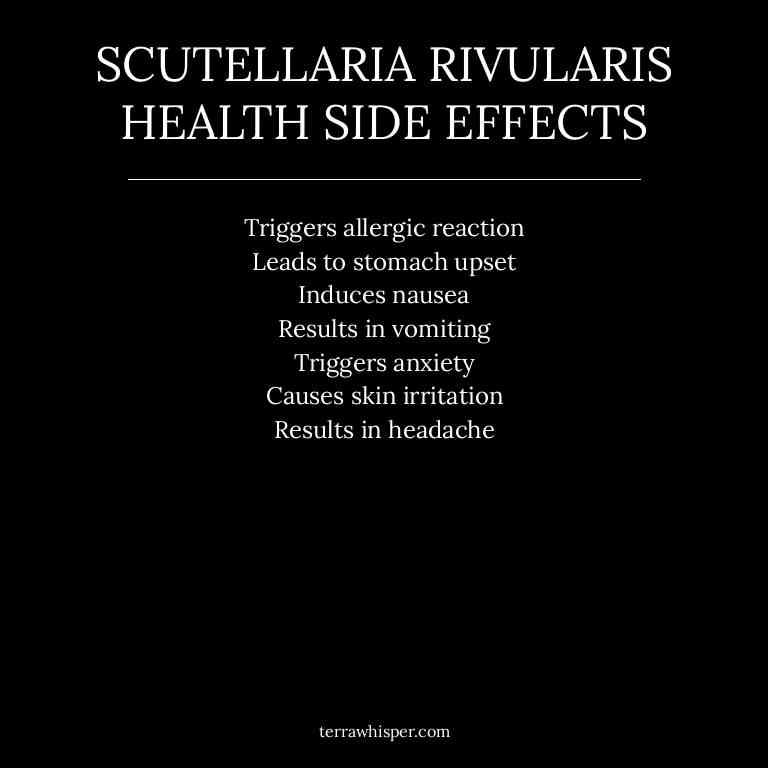 SCUTELLARIA RIVULARIS
HEALTH SIDE EFFECTS
Triggers allergic reaction
Leads to stomach upset
Induces nausea
Results in vomiting
Triggers anxiety
Causes skin irritation
Results in headache
terrawhisper.com